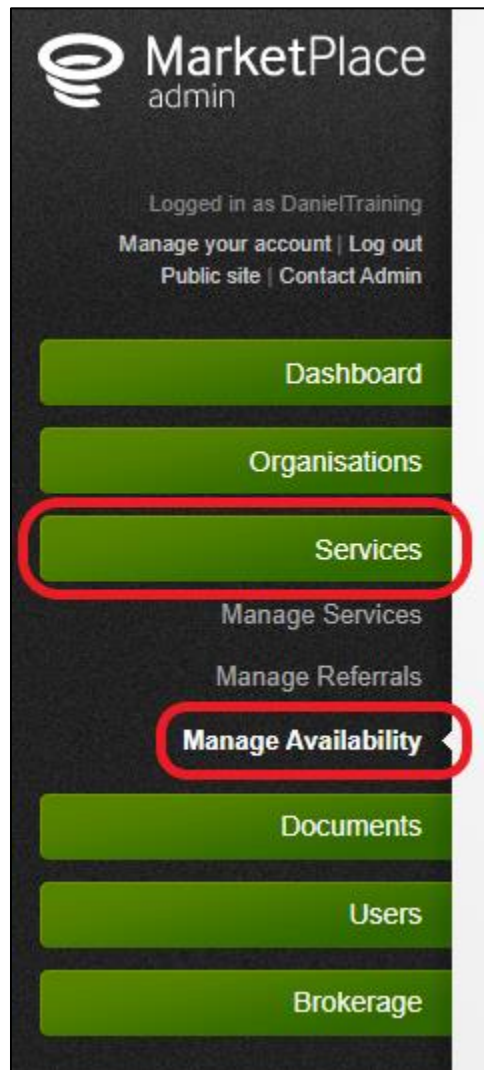 MarketPlace
admin
Logged in as DanielTraining
Manage your account | Log out
Public site | Contact Admin
Dashboard
Organisations
Services
Manage Services
Manage Referrals
Manage Availability
Documents
Users
Brokerage